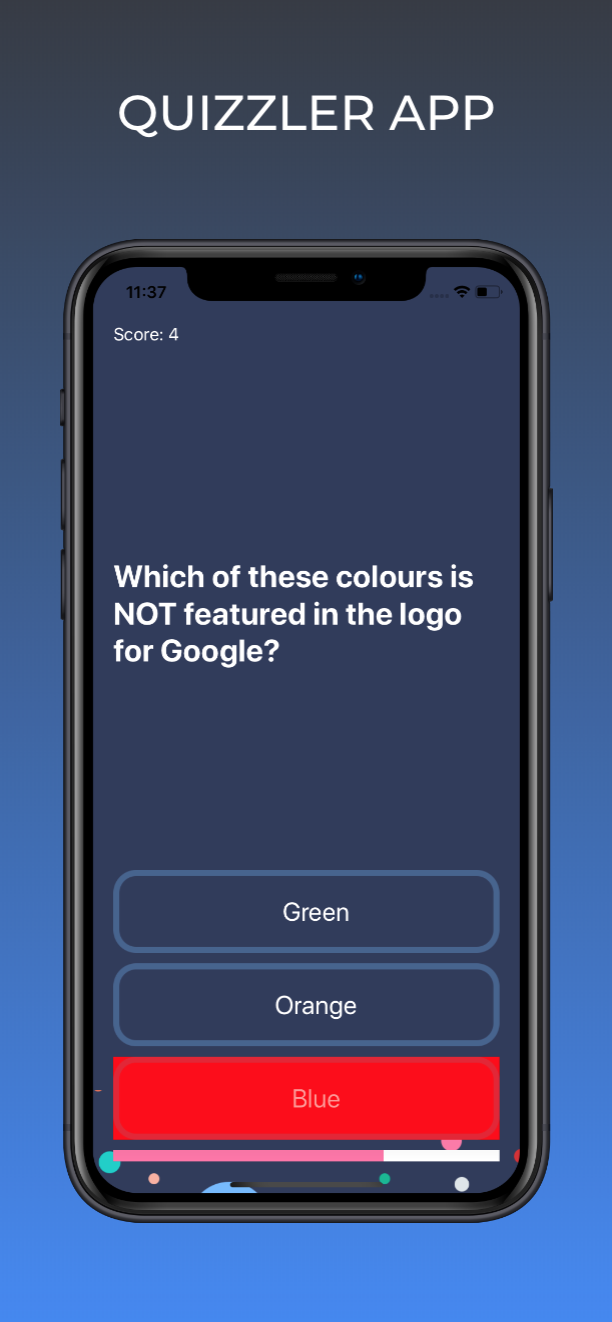 QUIZZLER APP
11:37
Score: 4
Which of these colours is
NOT featured in the logo
for Google?
Green
Orange
Blue